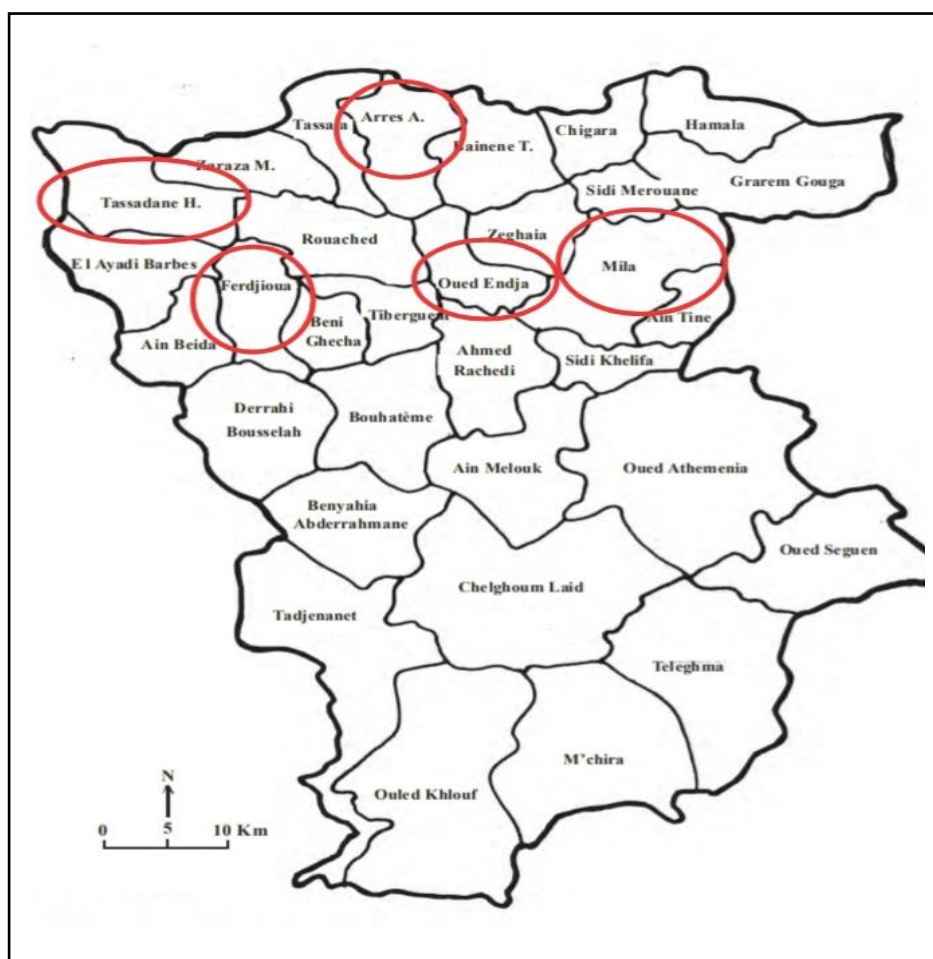 Arres A.
Tassala
Chigara
Hamala
Bainene T.
Zaraza M.
Grarem Gouga
Sidi Merouane
Tassadane H.
Rouached
Zeghaia
El Ayadi Barbes
Mila
Ferdjioua
Oued Endja
Tiberguent
Ain Tine
Beni
Ghecha
Ain Beida
Ahmed
Rachedi
Sidi Khelifa
Derrahi
Bousselah
Bouhatème
Ain Melouk
Oued Athemenia
Benyahia
Abderrahmane
Oued Seguen
Chelghoum Laid
Tadjenanet
Teleghma
M'chira
N
Ouled Khlouf
0 5 10 Km